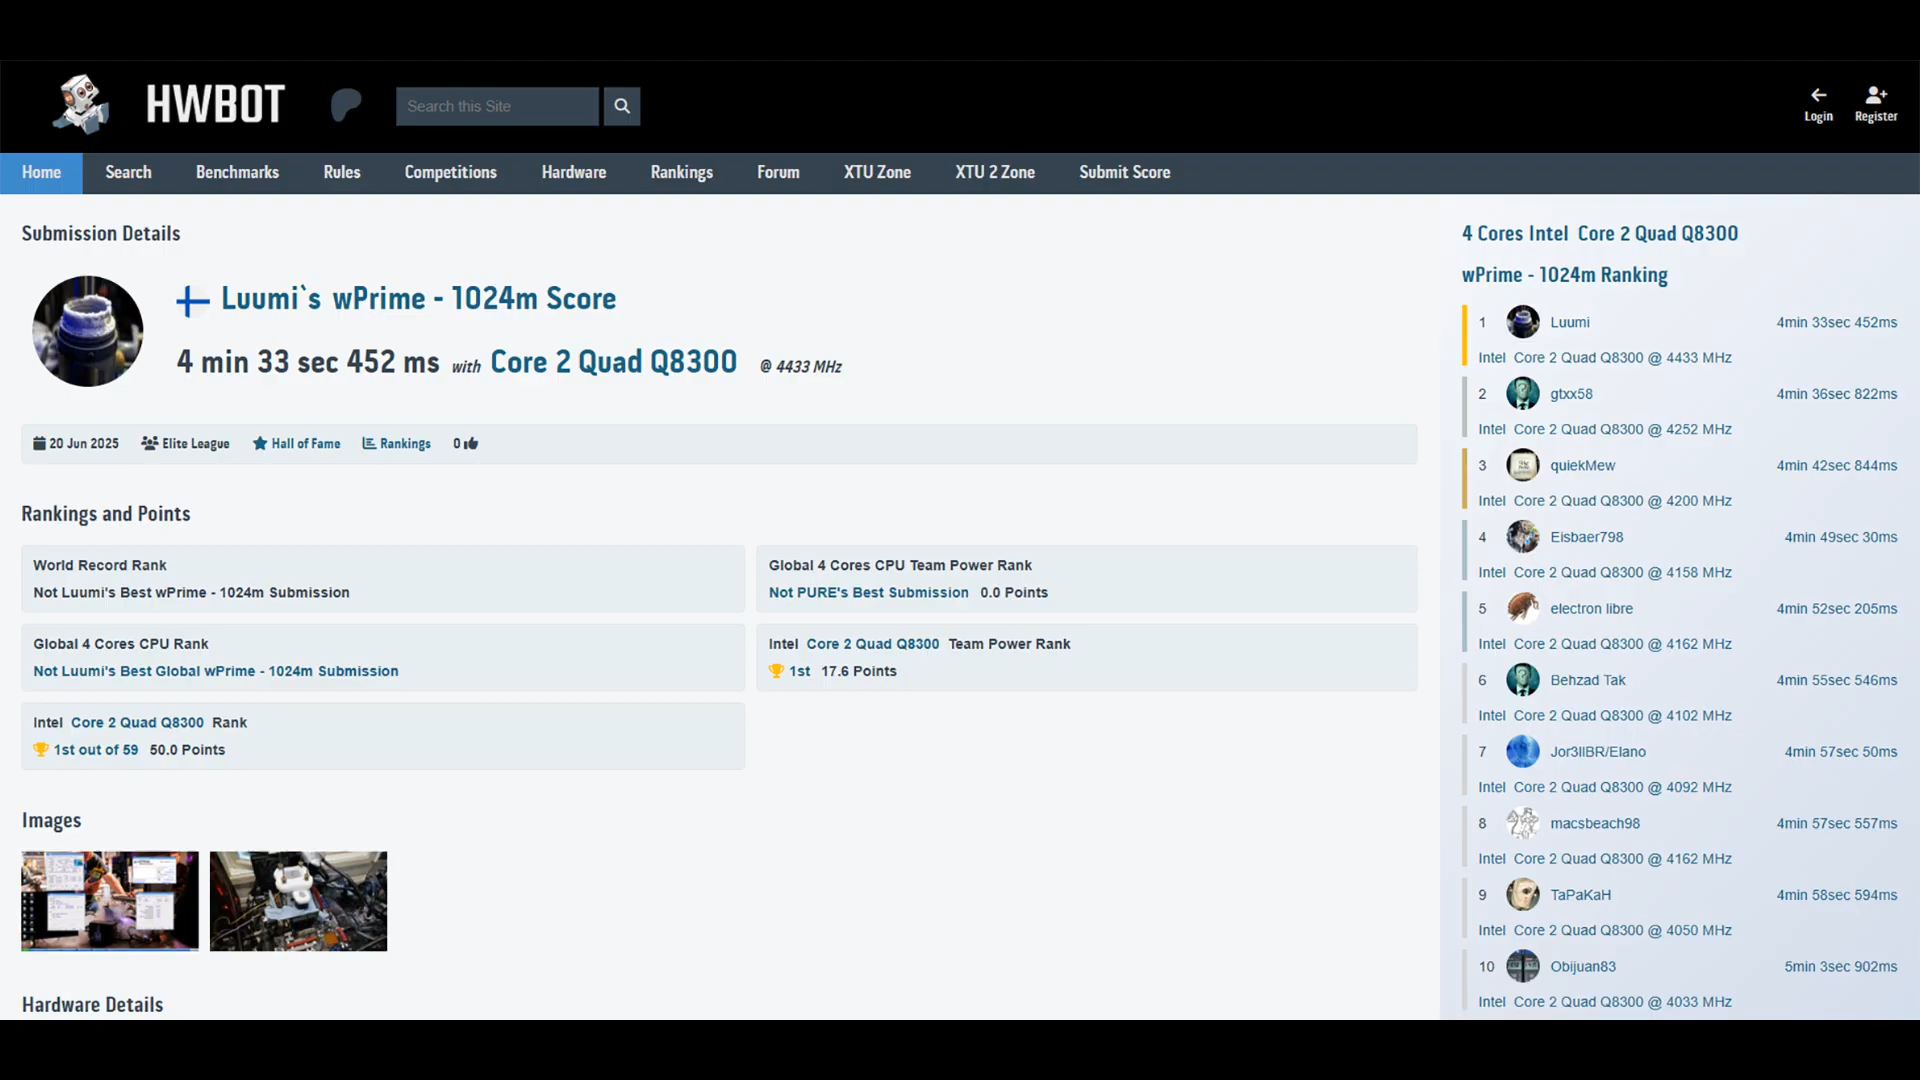 HWBOT
Search this Site
Login
Register
Home
Search
Benchmarks
Rules
Competitions
Hardware
Rankings
Forum
XTU Zone
XTU 2 Zone
Submit Score
Submission Details
Luumi`s wPrime - 1024m Score
4 min 33 sec 452 ms with Core 2 Quad Q8300 @ 4433 MHz
20 Jun 2025
Elite League
Hall of Fame
Rankings
0
Rankings and Points
World Record Rank
Not Luumi's Best wPrime - 1024m Submission
Global 4 Cores CPU Team Power Rank
Not PURE's Best Submission 0.0 Points
Global 4 Cores CPU Rank
Not Luumi's Best Global wPrime - 1024m Submission
Intel Core 2 Quad Q8300 Team Power Rank
1st 17.6 Points
Intel Core 2 Quad Q8300 Rank
1st out of 59 50.0 Points
Images
Hardware Details
4 Cores Intel Core 2 Quad Q8300
wPrime - 1024m Ranking
1 Luumi 4min 33sec 452ms
Intel Core 2 Quad Q8300 @ 4433 MHz
2 gtxx58 4min 36sec 822ms
Intel Core 2 Quad Q8300 @ 4252 MHz
3 quiekMew 4min 42sec 844ms
Intel Core 2 Quad Q8300 @ 4200 MHz
4 Eisbaer798 4min 49sec 30ms
Intel Core 2 Quad Q8300 @ 4158 MHz
5 electron libre 4min 52sec 205ms
Intel Core 2 Quad Q8300 @ 4162 MHz
6 Behzad Tak 4min 55sec 546ms
Intel Core 2 Quad Q8300 @ 4102 MHz
7 Jor3llBR/Elano 4min 57sec 50ms
Intel Core 2 Quad Q8300 @ 4092 MHz
8 macsbeach98 4min 57sec 557ms
Intel Core 2 Quad Q8300 @ 4162 MHz
9 TaPaKaH 4min 58sec 594ms
Intel Core 2 Quad Q8300 @ 4050 MHz
10 Obijuan83 5min 3sec 902ms
Intel Core 2 Quad Q8300 @ 4033 MHz